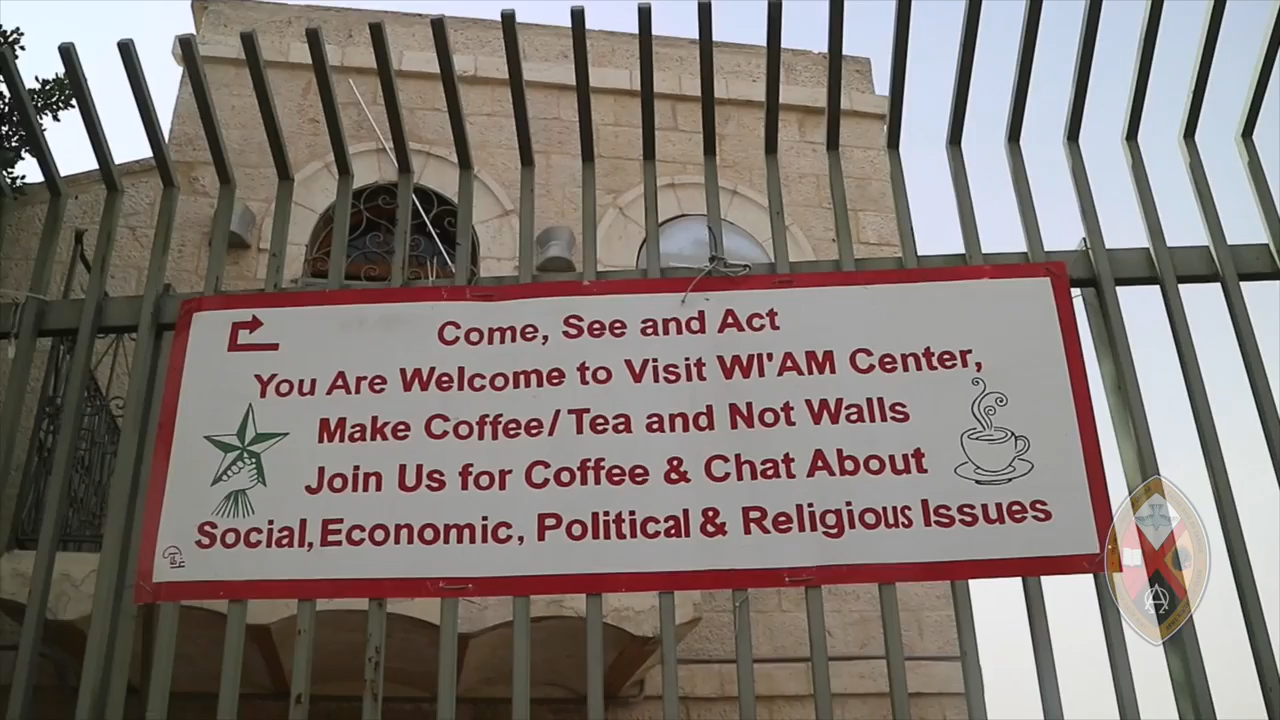 Come, See and Act
You Are Welcome to Visit WI'AM Center,
Make Coffee/Tea and Not Walls
Join Us for Coffee & Chat About
Social, Economic, Political & Religious Issues